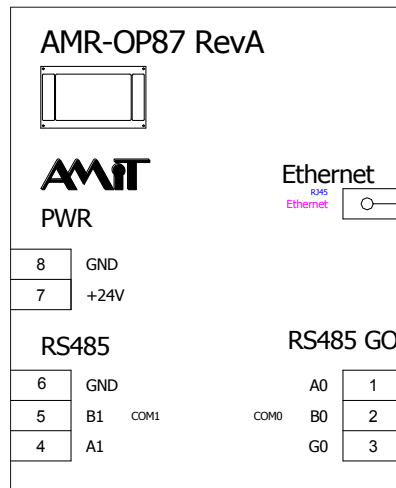 AMR-OP87 RevA
AMiT
Ethernet
RJ45
Ethernet
PWR
8 GND
7 +24V
RS485
RS485 GO
6 GND
A0 1
5 B1 COM1
COM0 B0 2
4 A1
G0 3